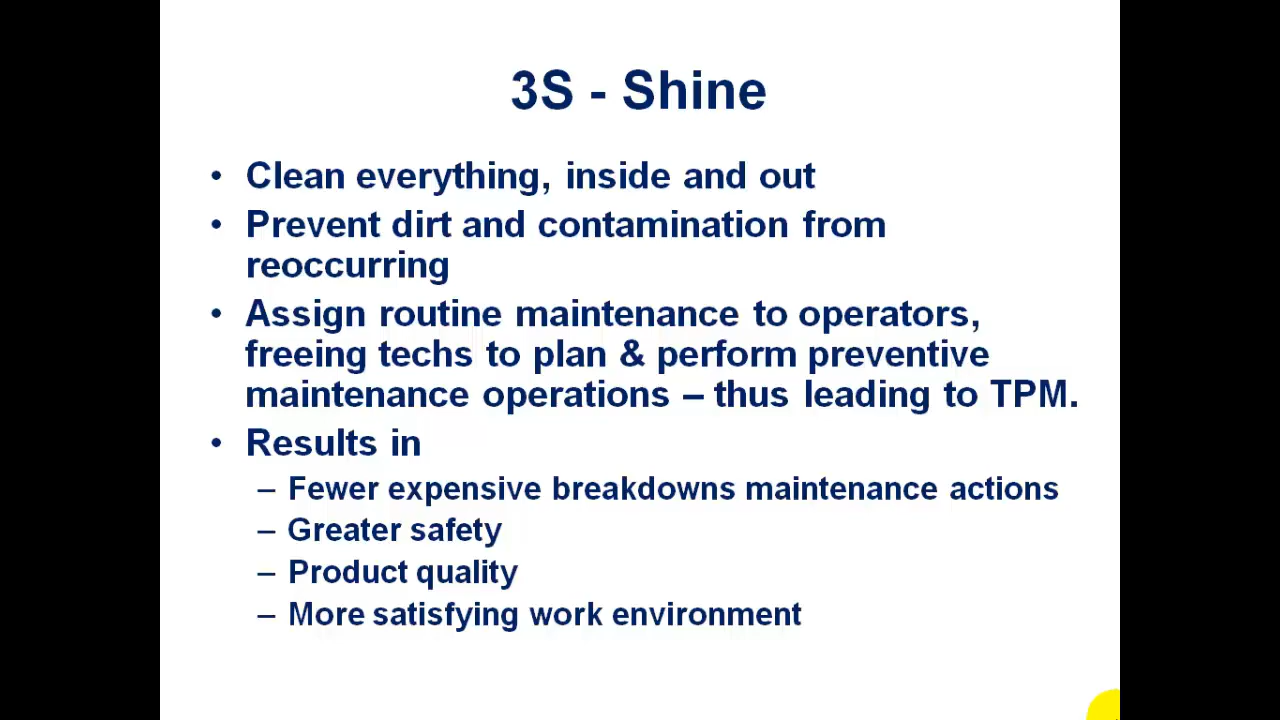 3S - Shine
• Clean everything, inside and out
• Prevent dirt and contamination from
reoccurring
• Assign routine maintenance to operators,
freeing techs to plan & perform preventive
maintenance operations – thus leading to TPM.
• Results in
– Fewer expensive breakdowns maintenance actions
– Greater safety
– Product quality
– More satisfying work environment